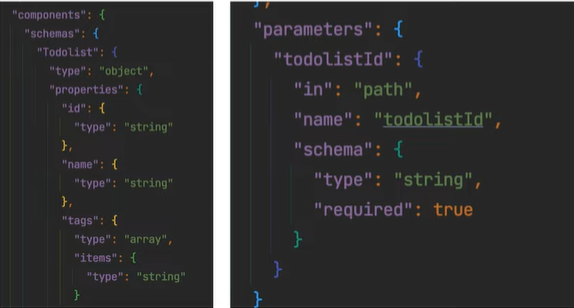 "components": {
"schemas": {
"Todolist": {
"type": "object",
"properties": {
"id": {
"type": "string"
},
"name": {
"type": "string"
},
"tags": {
"type": "array",
"items": {
"type": "string"
}
},
"parameters": {
"todolistId": {
"in": "path",
"name": "todolistId",
"schema": {
"type": "string",
"required": true
}
}
}